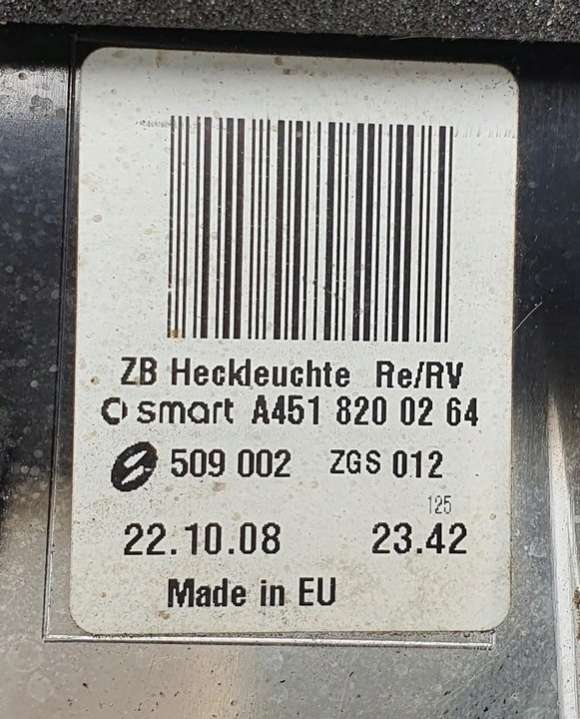 ZB Heckleuchte Re/RV
smart A451 820 02 64
509 002 ZGS 012
125
22.10.08 23.42
Made in EU